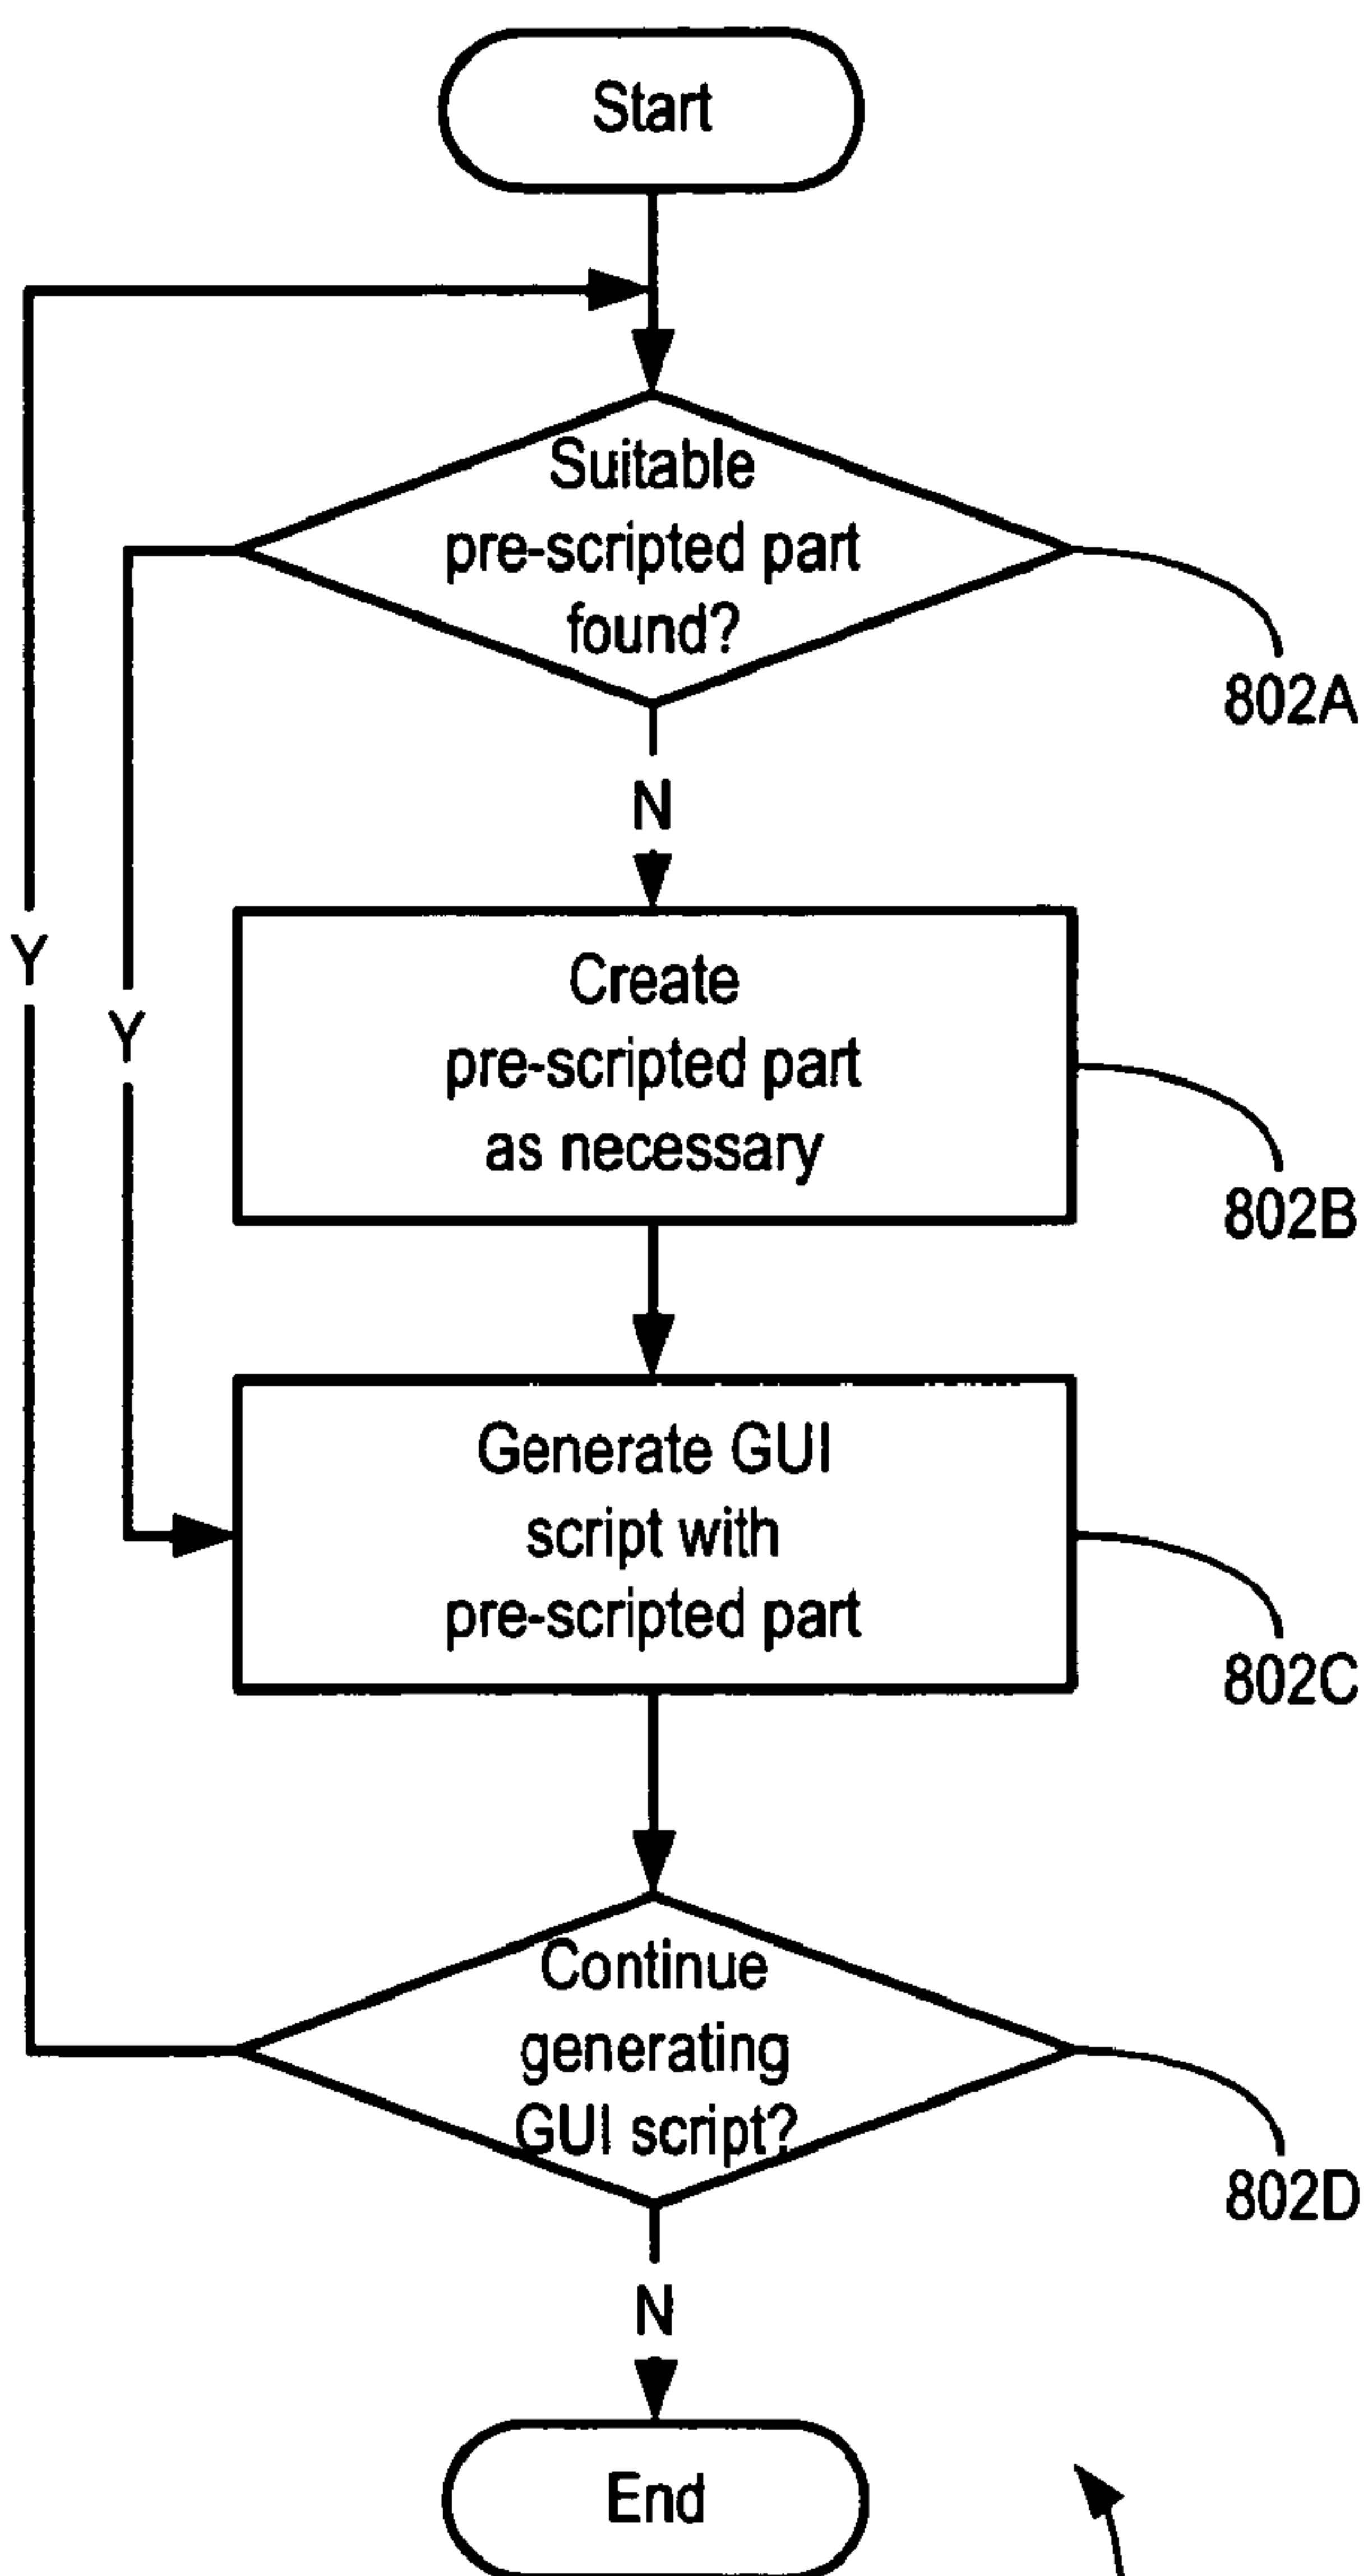 Start
Suitable
pre-scripted part
found?
802A
N
Create
pre-scripted part
as necessary
802B
Y
Y
Generate GUI
script with
pre-scripted part
802C
Continue
generating
GUI script?
802D
N
End